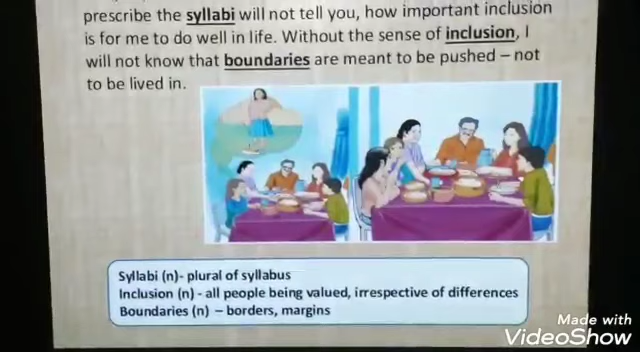 prescribe the syllabi will not tell you, how important inclusion
is for me to do well in life. Without the sense of inclusion, I
will not know that boundaries are meant to be pushed – not
to be lived in.
Syllabi (n)- plural of syllabus
Inclusion (n) - all people being valued, irrespective of differences
Boundaries (n) – borders, margins
Made with
VideoShow